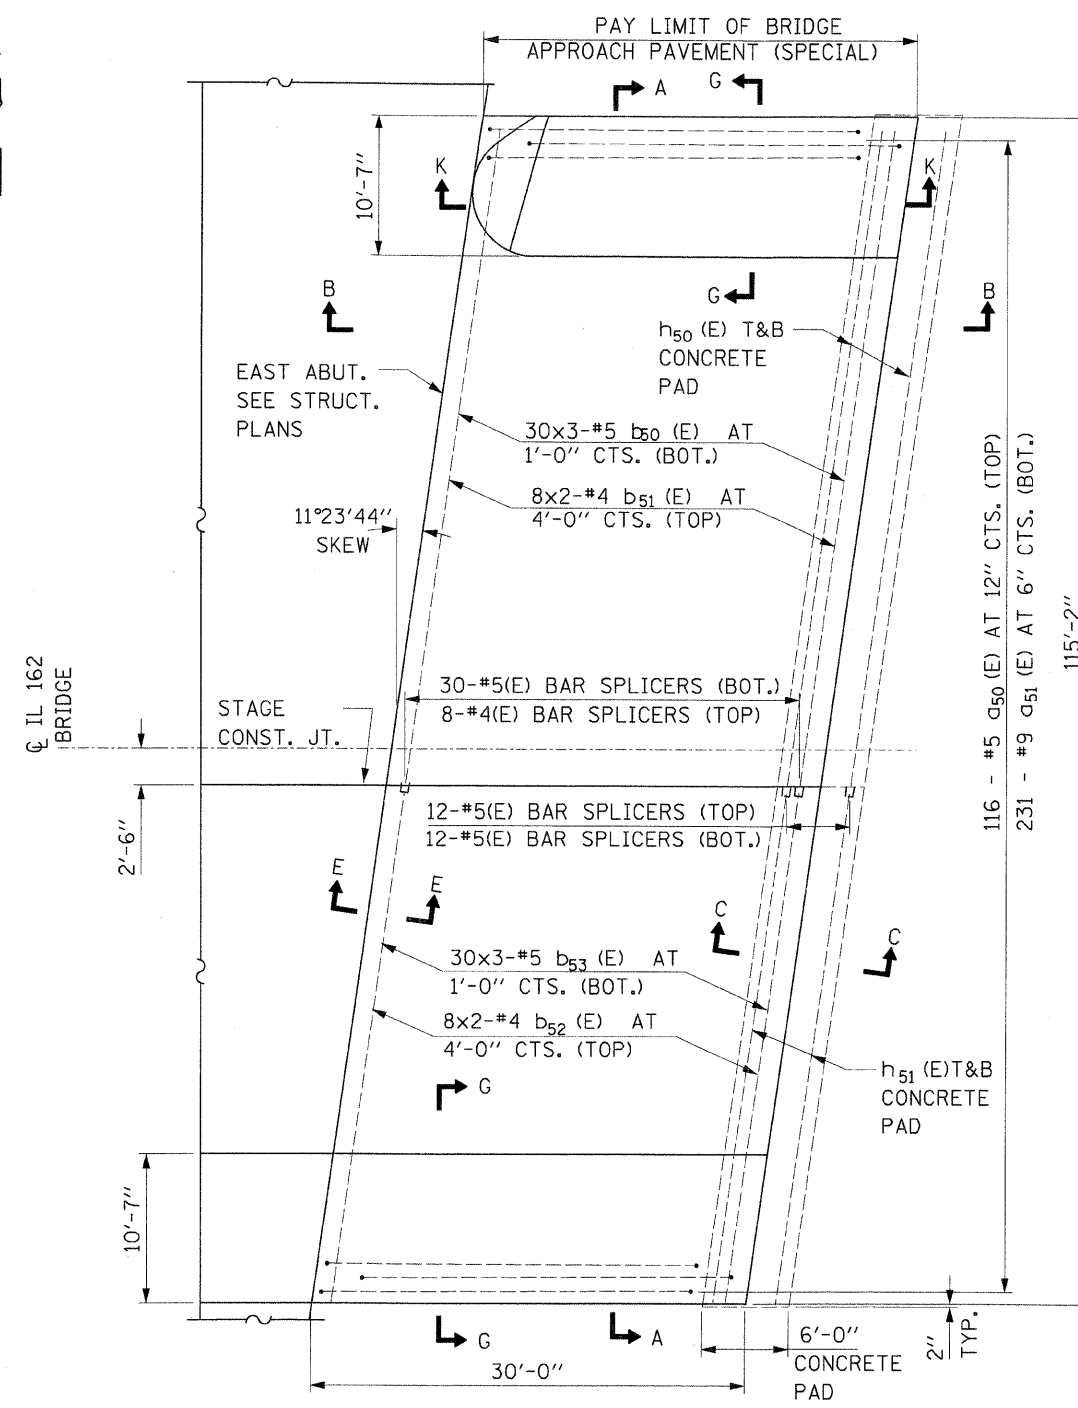 PAY LIMIT OF BRIDGE
APPROACH PAVEMENT (SPECIAL)
A
G
10'-7"
K
K
B
G
B
h50 (E) T&B
CONCRETE
PAD
EAST ABUT.
SEE STRUCT.
PLANS
30x3-#5 b50 (E) AT
1'-0" CTS. (BOT.)
8x2-#4 b51 (E) AT
4'-0" CTS. (TOP)
11°23'44"
SKEW
116 - #5 a50 (E) AT 12" CTS. (TOP)
231 - #9 a51 (E) AT 6" CTS. (BOT.)
115'-2"
℄ IL 162
BRIDGE
STAGE
CONST. JT.
30-#5(E) BAR SPLICERS (BOT.)
8-#4(E) BAR SPLICERS (TOP)
2'-6"
12-#5(E) BAR SPLICERS (TOP)
12-#5(E) BAR SPLICERS (BOT.)
E
E
C
C
30x3-#5 b53 (E) AT
1'-0" CTS. (BOT.)
8x2-#4 b52 (E) AT
4'-0" CTS. (TOP)
G
h51 (E)T&B
CONCRETE
PAD
10'-7"
G
A
30'-0"
6'-0"
CONCRETE
PAD
2"
TYP.